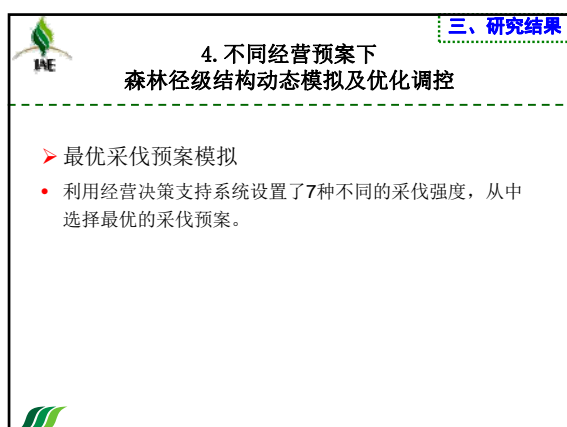 三、研究结果
IAE
4.不同经营预案下
森林径级结构动态模拟及优化调控
➢ 最优采伐预案模拟
• 利用经营决策支持系统设置了7种不同的采伐强度，从中
选择最优的采伐预案。